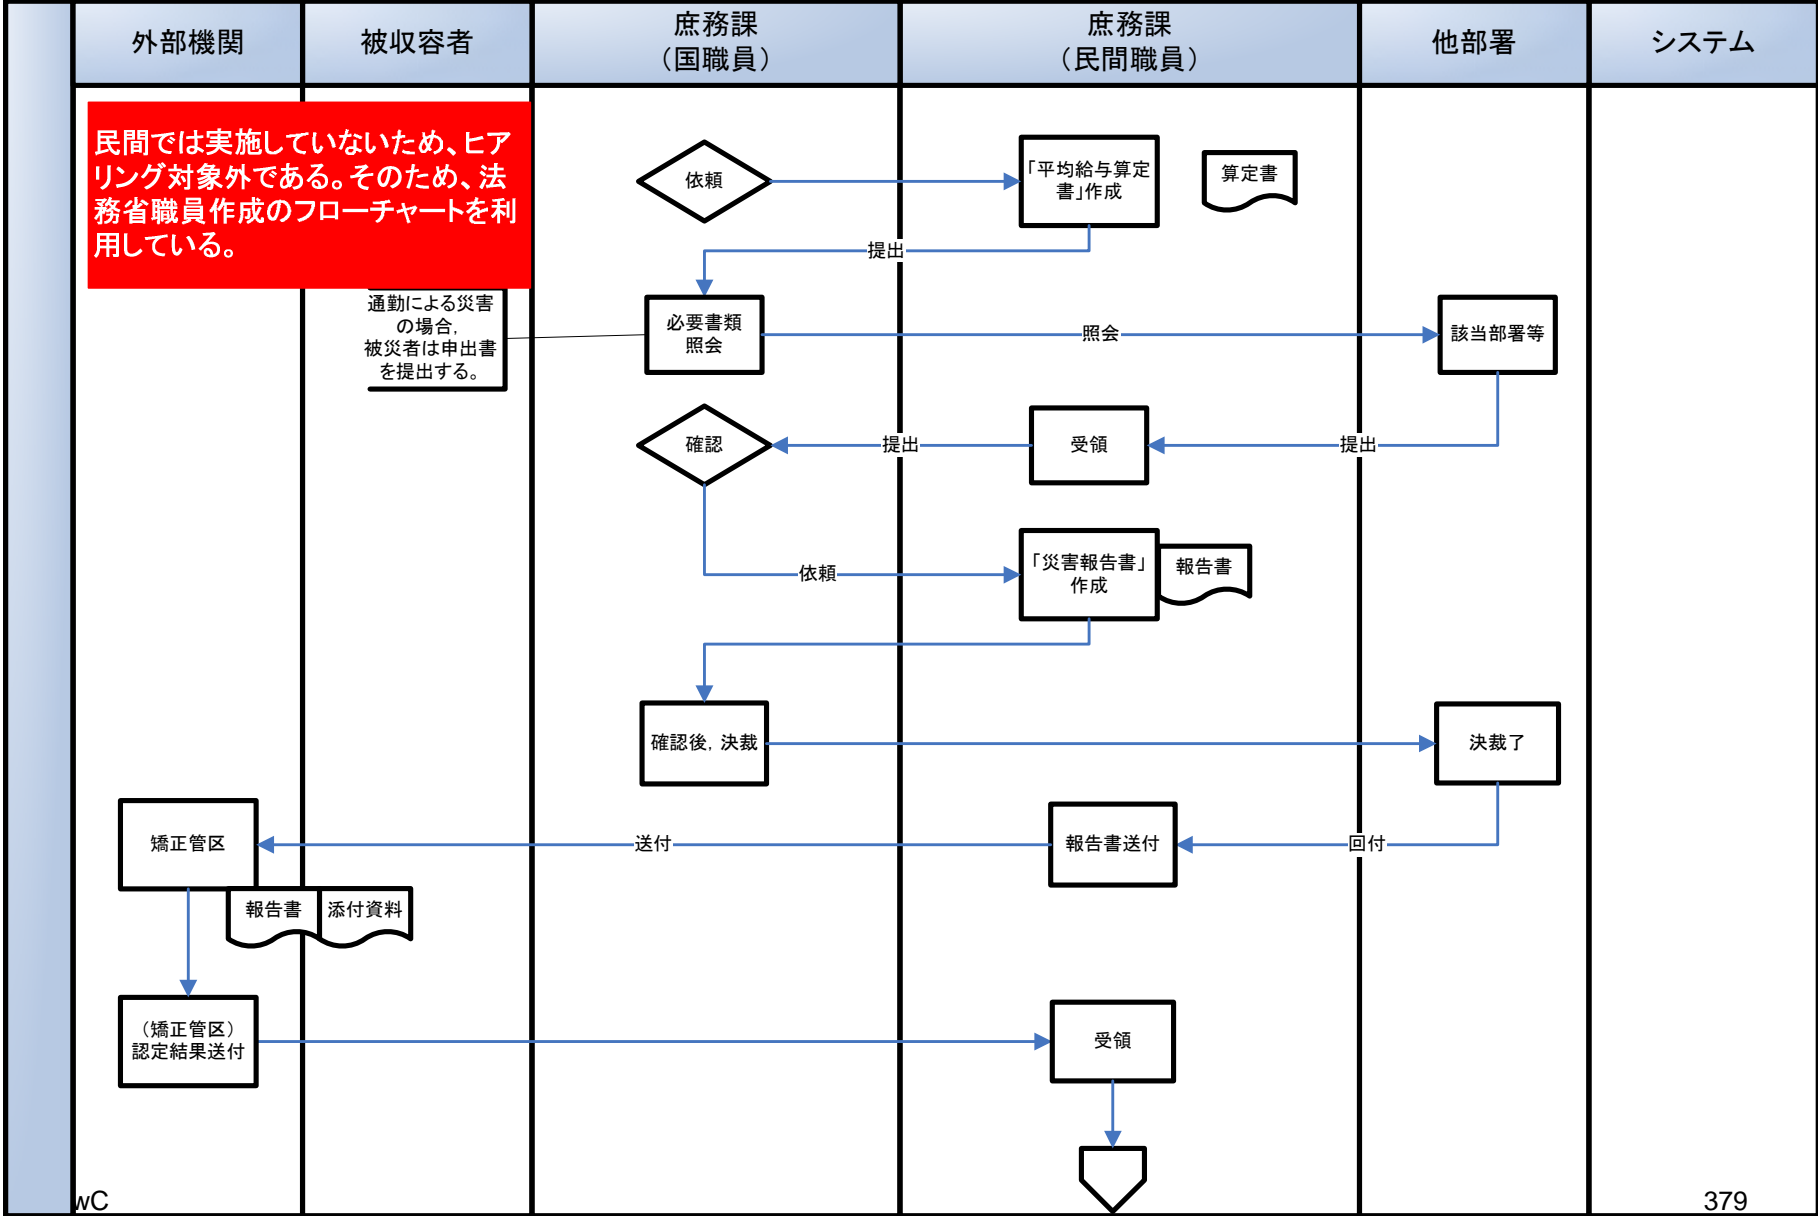 外部機関
被収容者
庶務課
（国職員）
庶務課
（民間職員）
他部署
システム
民間では実施していないため、ヒア
リング対象外である。そのため、法
務省職員作成のフローチャートを利
用している。
依頼
「平均給与算定
書」作成
算定書
提出
通勤による災害
の場合，
被災者は申出書
を提出する。
必要書類
照会
照会
該当部署等
確認
提出
受領
提出
依頼
「災害報告書」
作成
報告書
確認後，決裁
決裁了
矯正管区
送付
報告書送付
回付
報告書
添付資料
（矯正管区）
認定結果送付
受領
wC
379